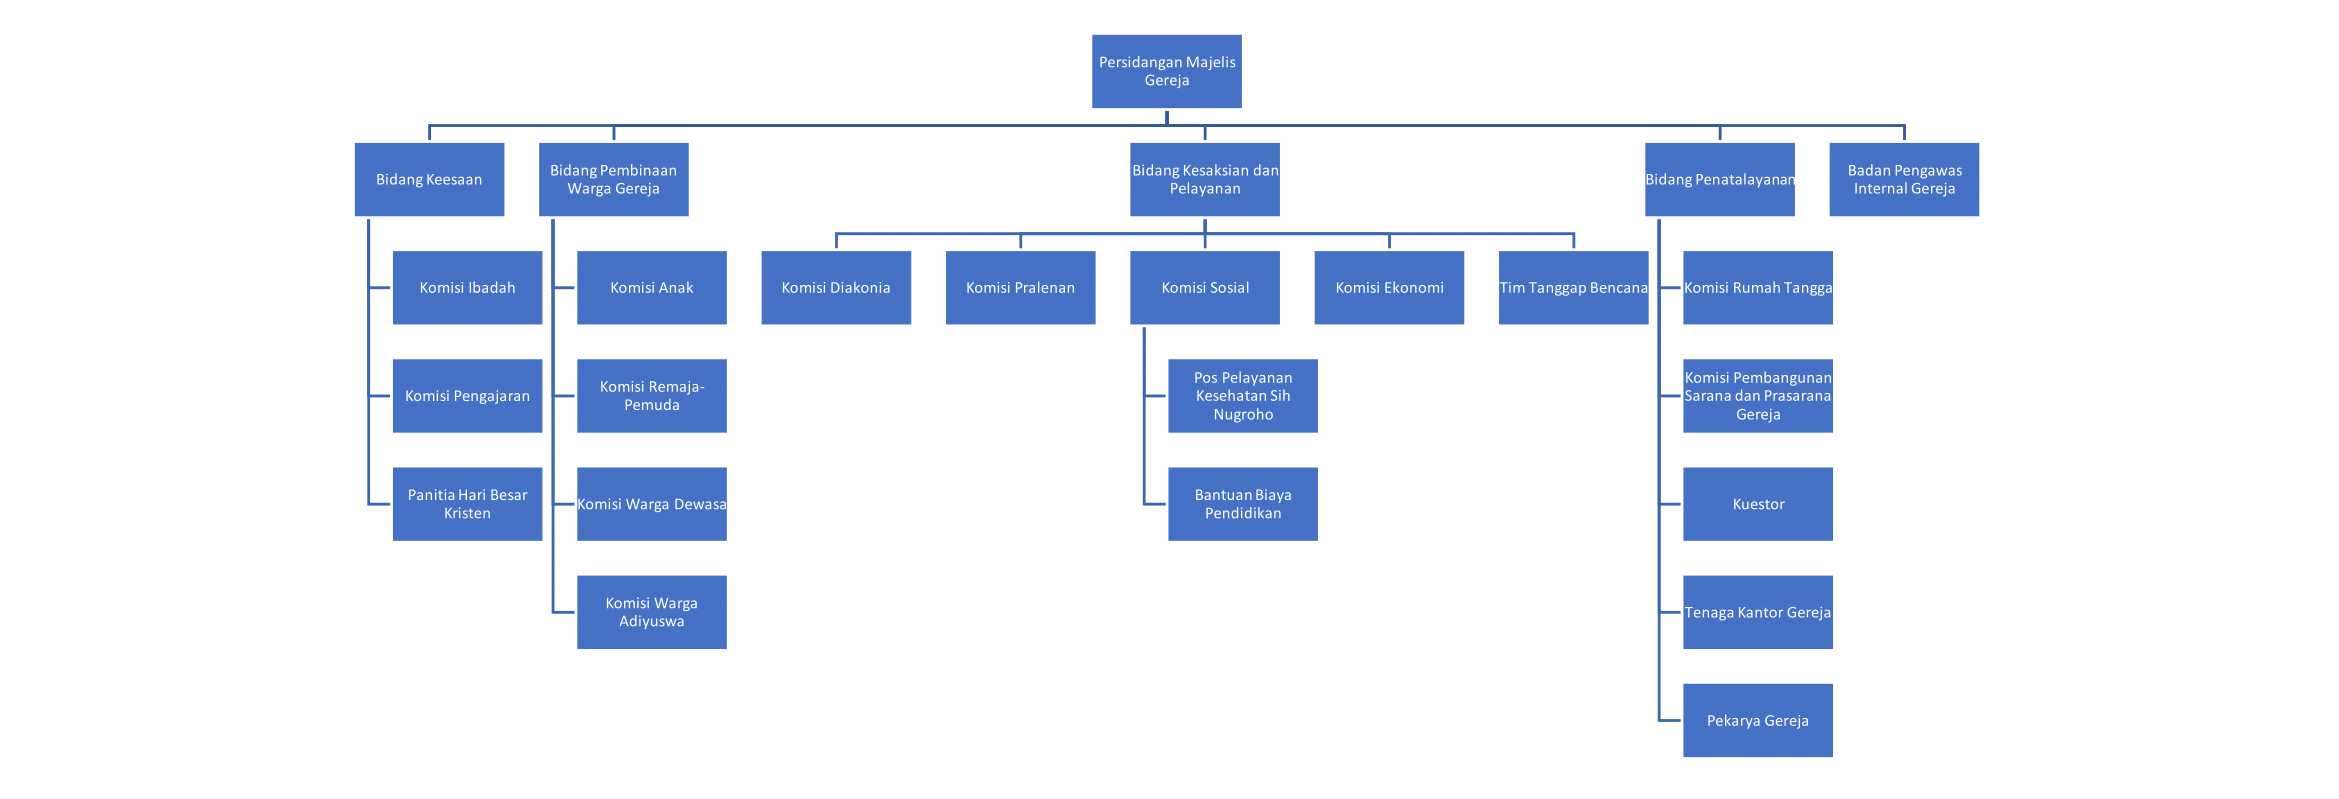 Persidangan Majelis
Gereja
Bidang Keesaan
Bidang Pembinaan
Warga Gereja
Bidang Kesaksian dan
Pelayanan
Bidang Penatalayanan
Badan Pengawas
Internal Gereja
Komisi Ibadah
Komisi Anak
Komisi Diakonia
Komisi Pralenan
Komisi Sosial
Komisi Ekonomi
Tim Tanggap Bencana
Komisi Rumah Tangga
Komisi Pengajaran
Komisi Remaja-
Pemuda
Pos Pelayanan
Kesehatan Sih
Nugroho
Komisi Pembangunan
Sarana dan Prasarana
Gereja
Panitia Hari Besar
Kristen
Komisi Warga Dewasa
Bantuan Biaya
Pendidikan
Kuestor
Komisi Warga
Adiyuswa
Tenaga Kantor Gereja
Pekarya Gereja